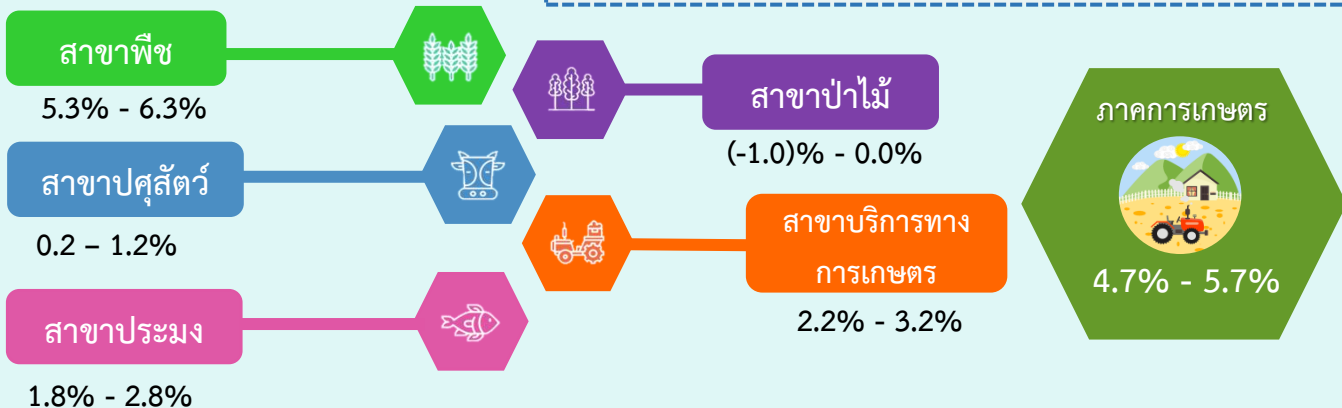 สาขาพืช
5.3% - 6.3%
สาขาปศุสัตว์
0.2 – 1.2%
สาขาประมง
1.8% - 2.8%
สาขาป่าไม้
(-1.0)% - 0.0%
สาขาบริการทาง
การเกษตร
2.2% - 3.2%
ภาคการเกษตร
4.7% - 5.7%